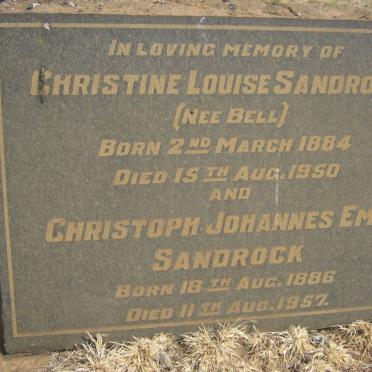 In Loving Memory of
Christine Louise Sandro
(Nee Bell)
Born 2nd March 1884
Died 15th Aug. 1950
and
Christoph Johannes Em
Sandrock
Born 18th Aug. 1886
Died 11th Aug. 1957.